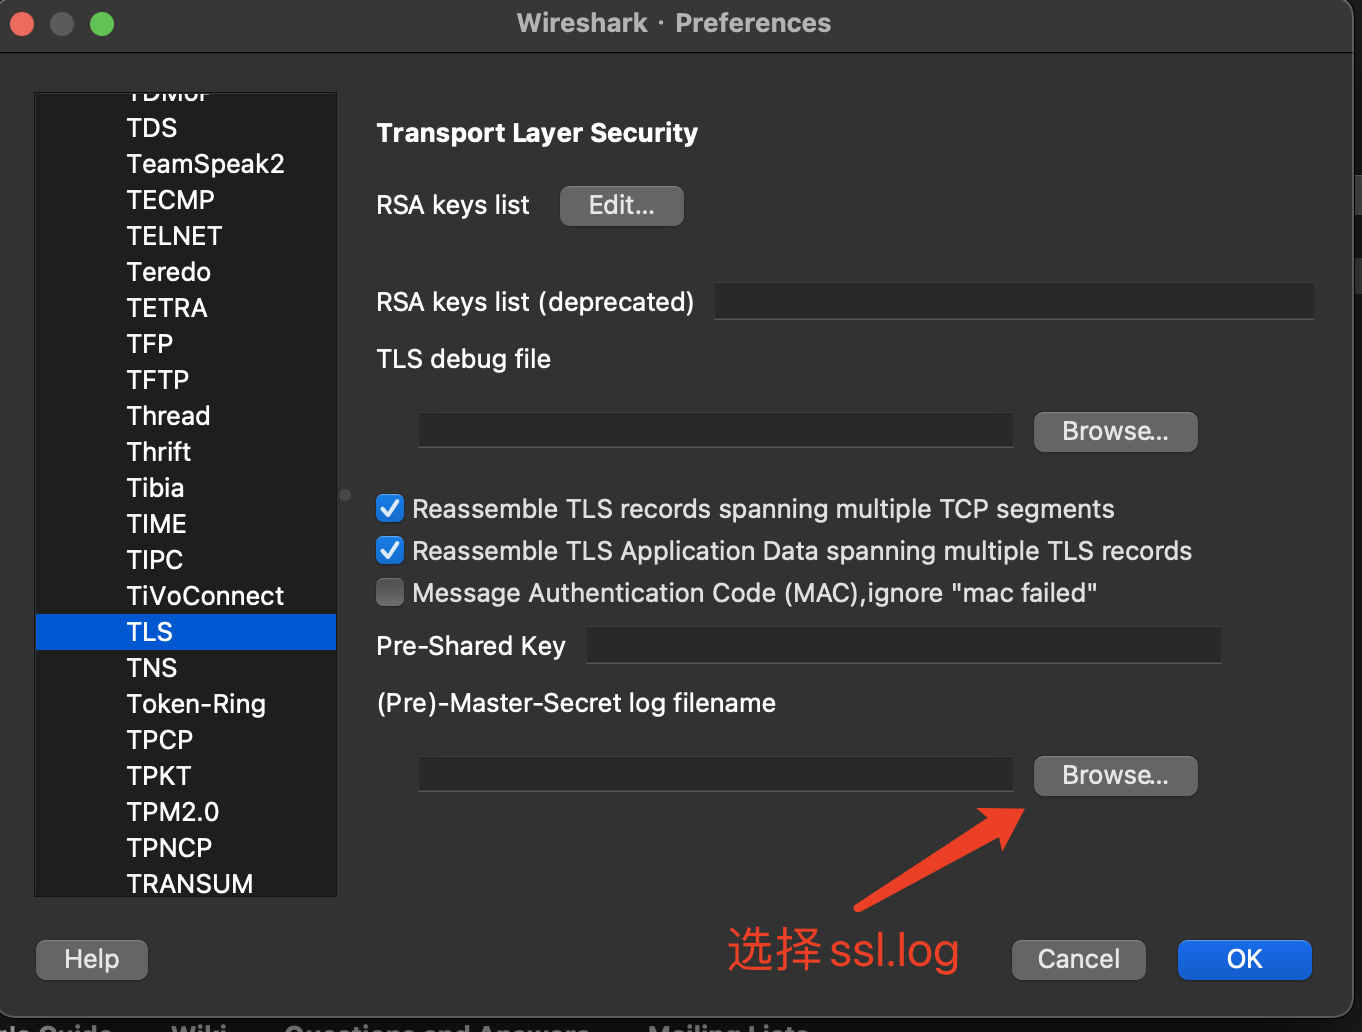 Wireshark · Preferences
TDMoP
TDS
TeamSpeak2
TECMP
TELNET
Teredo
TETRA
TFP
TFTP
Thread
Thrift
Tibia
TIME
TIPC
TiVoConnect
TLS
TNS
Token-Ring
TPCP
TPKT
TPM2.0
TPNCP
TRANSUM
Transport Layer Security
RSA keys list Edit...
RSA keys list (deprecated)
TLS debug file
Browse...
Reassemble TLS records spanning multiple TCP segments
Reassemble TLS Application Data spanning multiple TLS records
Message Authentication Code (MAC),ignore "mac failed"
Pre-Shared Key
(Pre)-Master-Secret log filename
Browse...
选择 ssl.log
Help Cancel OK
Guide Wiki Questions and Answers Mailing Lists